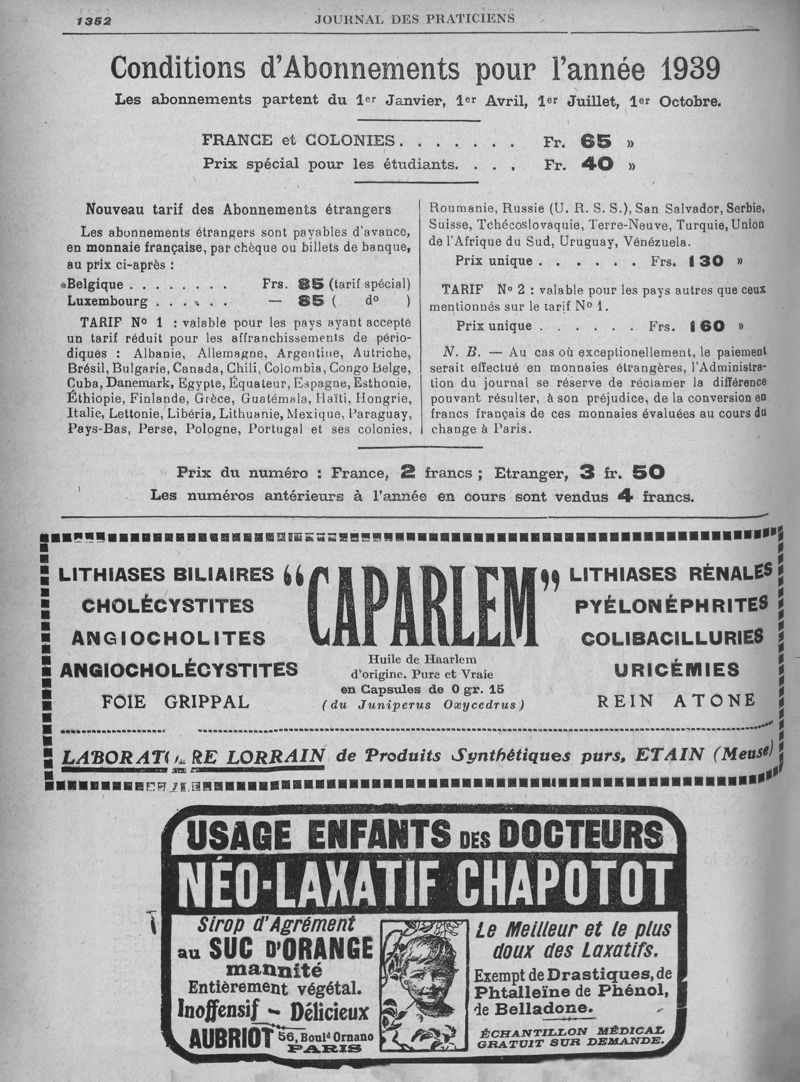 1352
JOURNAL DES PRATICIENS
Conditions d'Abonnements pour l'année 1939
Les abonnements partent du 1er Janvier, 1er Avril, 1er Juillet, 1er Octobre.
FRANCE et COLONIES. . . . . . . Fr. 65 »
Prix spécial pour les étudiants. . . . Fr. 40 »
Nouveau tarif des Abonnements étrangers
Les abonnements étrangers sont payables d'avance,
en monnaie française, par chèque ou billets de banque,
au prix ci-après :
Belgique . . . . . . . . Frs. 85 (tarif spécial)
Luxembourg . . . . . . — 85 ( do )
TARIF No 1 : valable pour les pays ayant accepté
un tarif réduit pour les affranchissements de pério-
diques : Albanie, Allemagne, Argentine, Autriche,
Brésil, Bulgarie, Canada, Chili, Colombia, Congo Belge,
Cuba, Danemark, Egypte, Équateur, Espagne, Esthonie,
Éthiopie, Finlande, Grèce, Guatémala, Haïti, Hongrie,
Italie, Lettonie, Libéria, Lithuanie, Mexique, Paraguay,
Pays-Bas, Perse, Pologne, Portugal et ses colonies,
Roumanie, Russie (U. R. S. S.), San Salvador, Serbie,
Suisse, Tchécoslovaquie, Terre-Neuve, Turquie, Union
de l'Afrique du Sud, Uruguay, Vénézuela.
Prix unique . . . . . . Frs. 130 »
TARIF No 2 : valable pour les pays autres que ceux
mentionnés sur le tarif No 1.
Prix unique . . . . . . Frs. 160 »
N. B. — Au cas où exceptionellement, le paiement
serait effectué en monnaies étrangères, l'Administra-
tion du journal se réserve de réclamer la différence
pouvant résulter, à son préjudice, de la conversion en
francs français de ces monnaies évaluées au cours du
change à Paris.
Prix du numéro : France, 2 francs ; Etranger, 3 fr. 50
Les numéros antérieurs à l'année en cours sont vendus 4 francs.
LITHIASES BILIAIRES
CHOLÉCYSTITES
ANGIOCHOLITES
ANGIOCHOLÉCYSTITES
FOIE GRIPPAL
“CAPARLEM”
Huile de Haarlem
d'origine. Pure et Vraie
en Capsules de 0 gr. 15
(du Juniperus Oxycedrus)
LITHIASES RÉNALES
PYÉLONÉPHRITES
COLIBACILLURIES
URICÉMIES
REIN ATONE
LABORATOIRE LORRAIN de Produits Synthétiques purs, ETAIN (Meuse)
USAGE ENFANTS DES DOCTEURS
NÉO-LAXATIF CHAPOTOT
Sirop d'Agrément
au SUC D'ORANGE
mannité
Entièrement végétal.
Inoffensif - Délicieux
AUBRIOT 56, Bould Ornano
PARIS
Le Meilleur et le plus
doux des Laxatifs.
Exempt de Drastiques, de
Phtalleïne de Phénol,
de Belladone.
ÉCHANTILLON MÉDICAL
GRATUIT SUR DEMANDE.